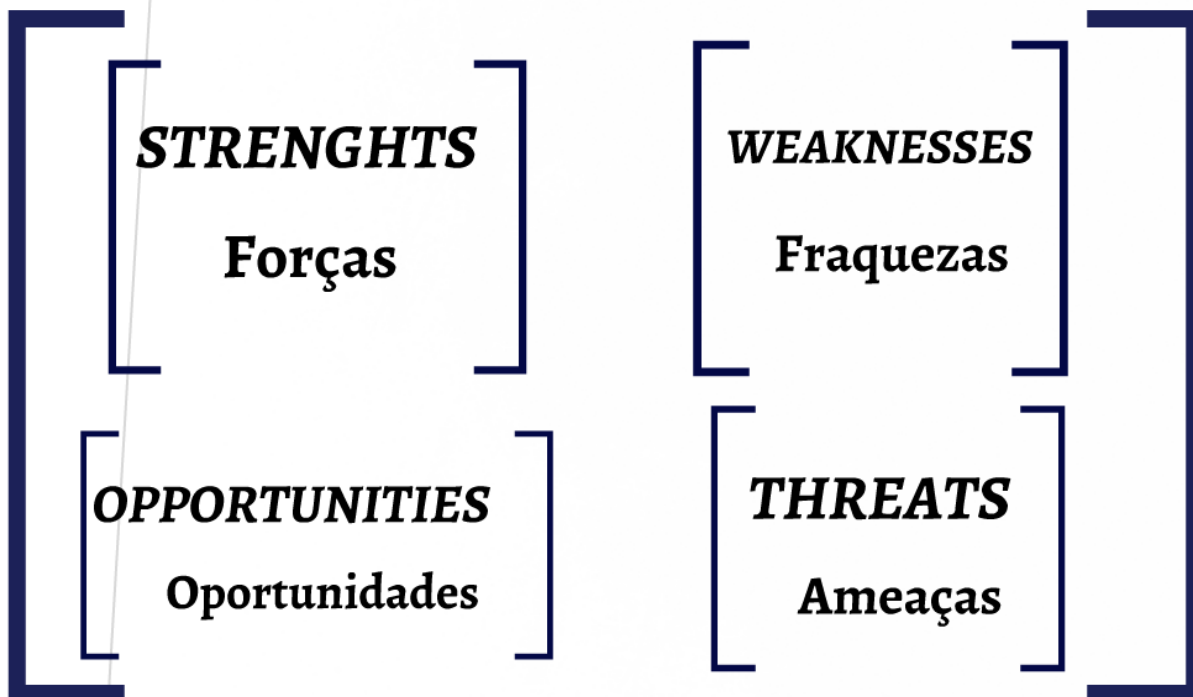 STRENGHTS
Forças
WEAKNESSES
Fraquezas
OPPORTUNITIES
Oportunidades
THREATS
Ameaças